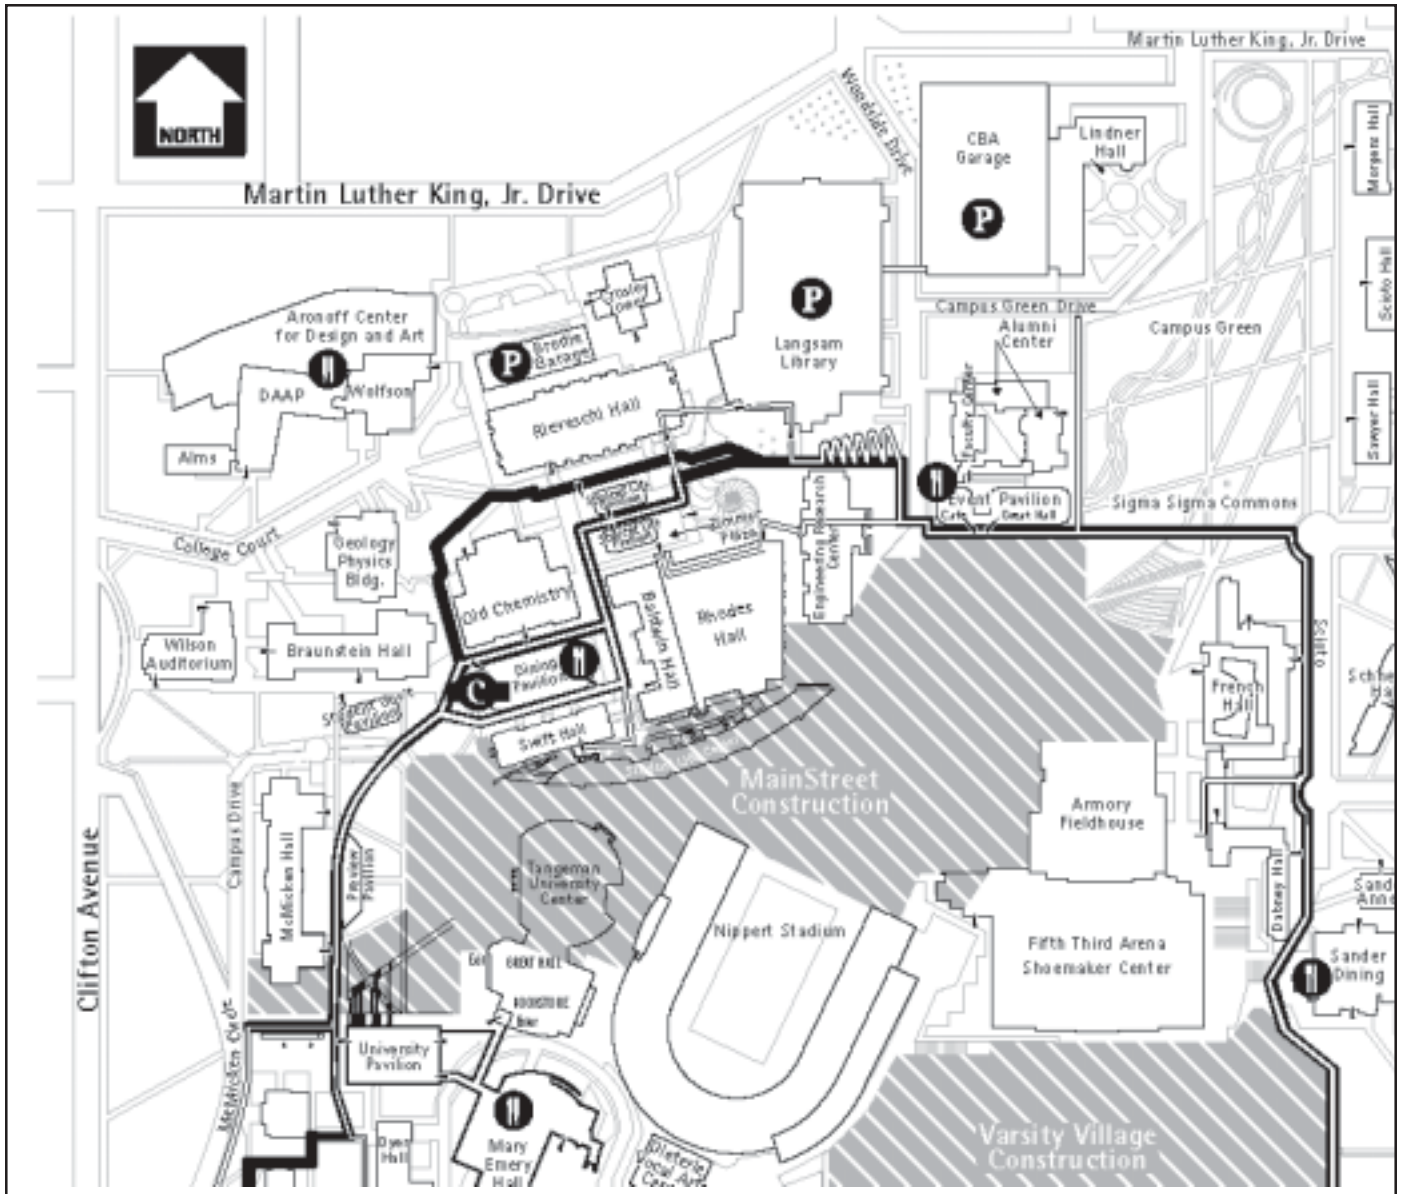 Martin Luther King, Jr. Drive
NORTH
Woodside Drive
CBA
Garage
Lindner
Hall
Morgens Hall
P
Martin Luther King, Jr. Drive
Scioto Hall
P
Campus Green Drive
Aronoff Center
for Design and Art
Alumni
Center
Campus Green
Langsam
Library
P
Brodie
Garage
DAAP
Wolfson
Faculty Center
Sawyer Hall
Rieveschl Hall
Alms
Event Pavilion
Cafe
Great Hall
Sigma Sigma Commons
College Court
Geology
Physics
Bldg.
Zimmer
Plaza
Engineering Research
Center
Old Chemistry
Baldwin Hall
Rhodes
Hall
Wilson
Auditorium
Braunstein Hall
Dining
Pavilion
C
Scioto
French
Hall
Swift Hall
MainStreet
Construction
Armory
Fieldhouse
Campus Drive
McMicken Hall
Preview
Pavilion
Clifton Avenue
Tangeman
University
Center
Dabney Hall
Nippert Stadium
Fifth Third Arena
Shoemaker Center
Sander
Dining
GREAT HALL
BOOKSTORE
University
Pavilion
Varsity Village
Construction
Dyer
Hall
Mary
Emery
Hall